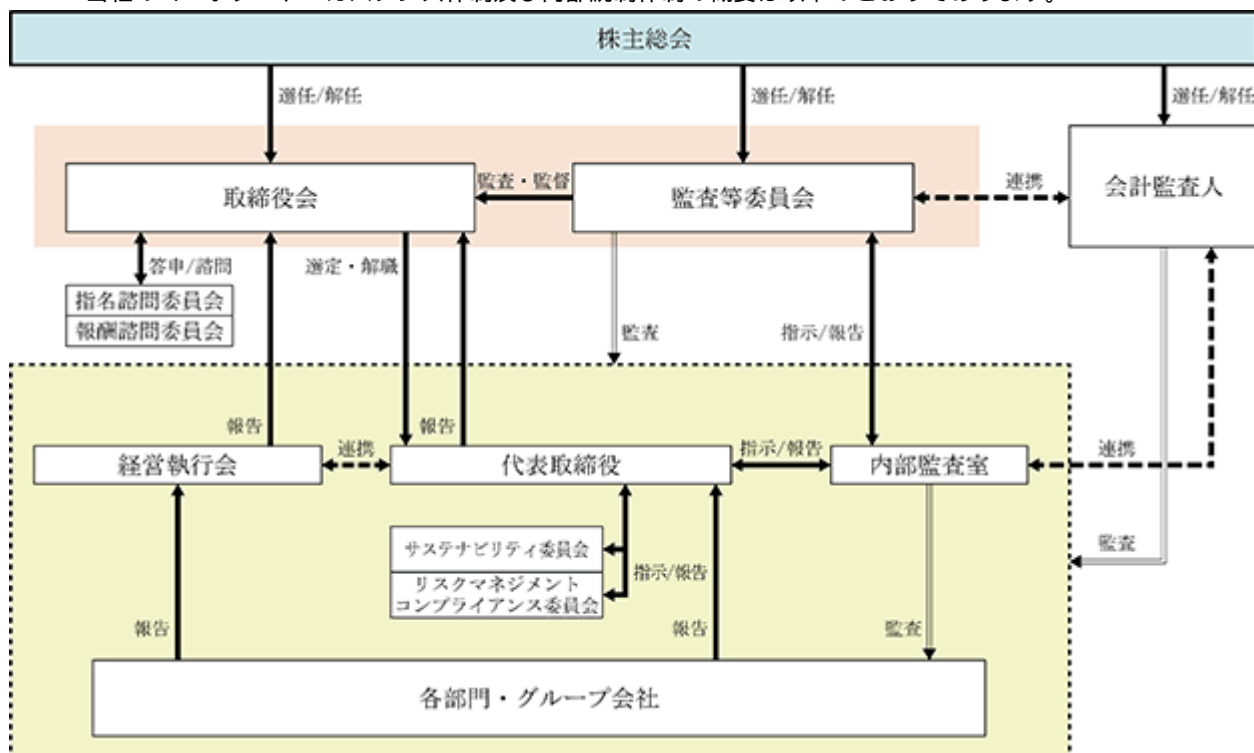 株主総会
選任/解任
選任/解任
選任/解任
取締役会
監査・監督
監査等委員会
連携
会計監査人
答申/諮問
選定・解職
指名諮問委員会
報酬諮問委員会
監査
指示/報告
報告
報告
経営執行会
連携
代表取締役
指示/報告
内部監査室
連携
サステナビリティ委員会
リスクマネジメント
コンプライアンス委員会
指示/報告
監査
報告
報告
監査
各部門・グループ会社